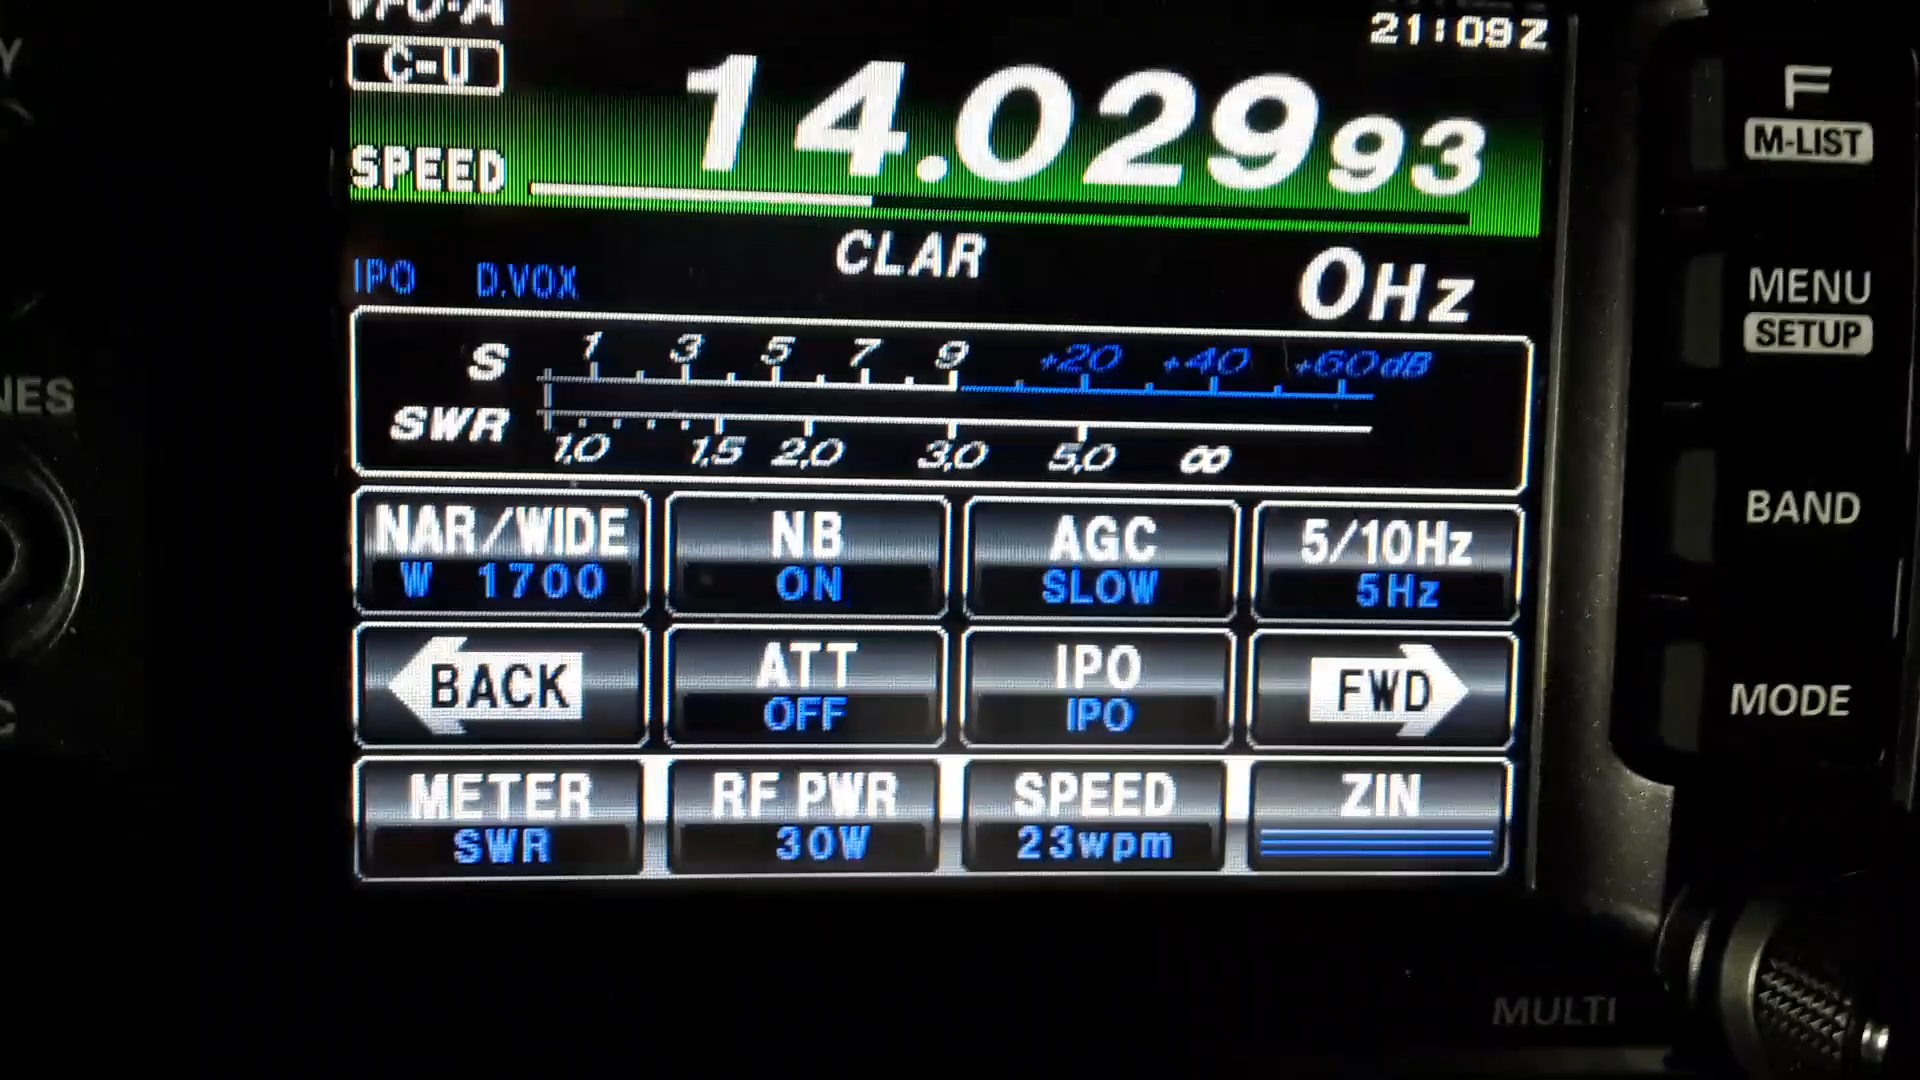 VFO-A
21:09Z
C-U
14.029 93
SPEED
CLAR
0Hz
IPO D.VOX
S 1 3 5 7 9 +20 +40 +60dB
SWR
1.0 1.5 2.0 3.0 5.0 ∞
NAR/WIDE NB AGC 5/10Hz
W 1700 ON SLOW 5Hz
BACK ATT IPO FWD
OFF IPO
METER RF PWR SPEED ZIN
SWR 30W 23wpm
F
M-LIST
MENU
SETUP
BAND
MODE
MULTI